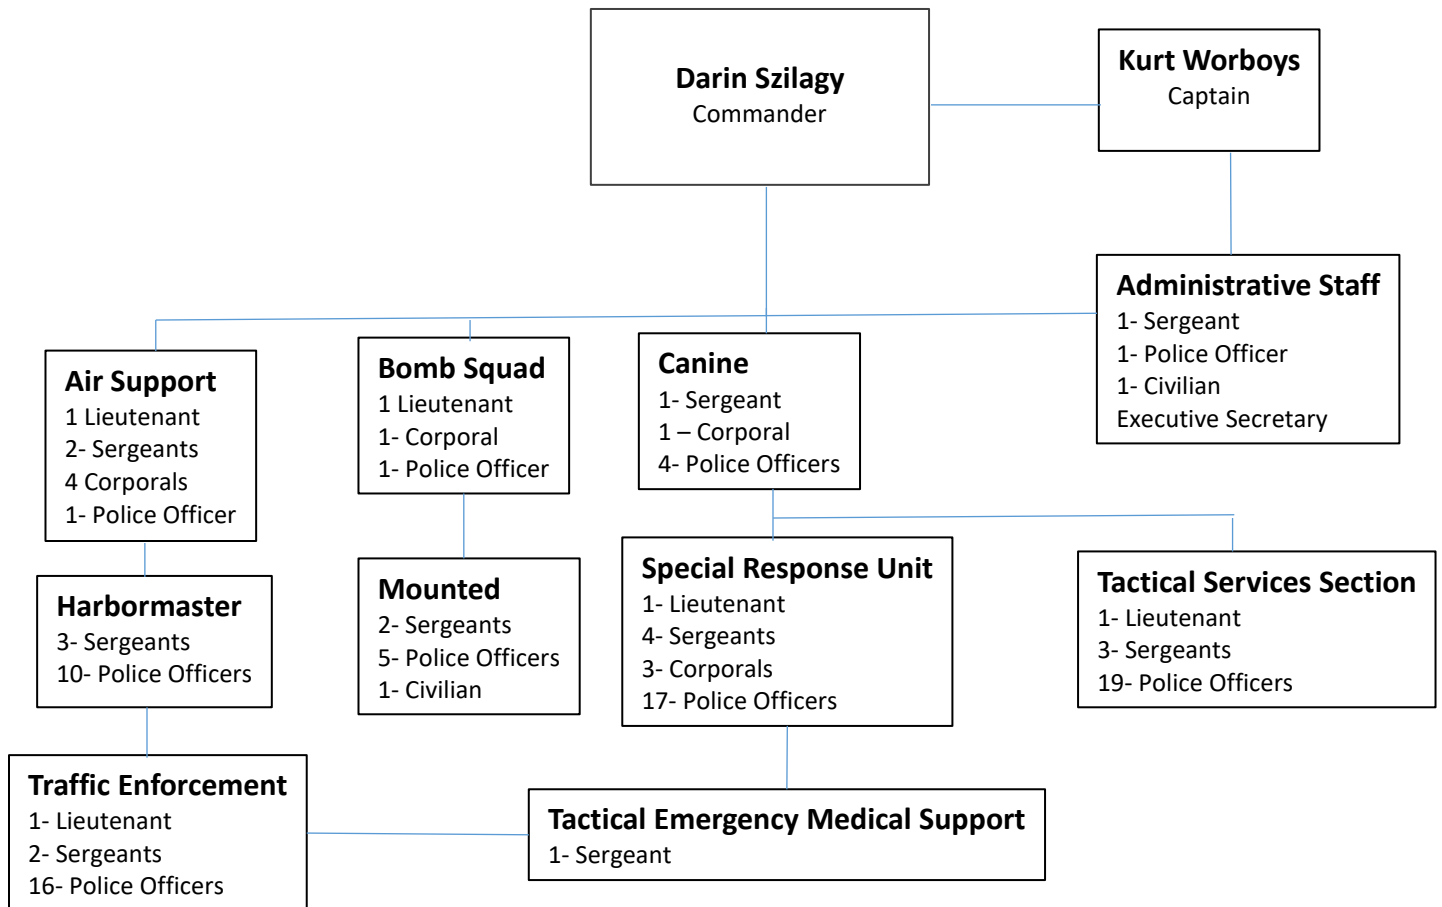 Darin Szilagy
Commander
Kurt Worboys
Captain
Administrative Staff
1- Sergeant
1- Police Officer
1- Civilian
Executive Secretary
Air Support
1 Lieutenant
2- Sergeants
4 Corporals
1- Police Officer
Bomb Squad
1 Lieutenant
1- Corporal
1- Police Officer
Canine
1- Sergeant
1 – Corporal
4- Police Officers
Harbormaster
3- Sergeants
10- Police Officers
Mounted
2- Sergeants
5- Police Officers
1- Civilian
Special Response Unit
1- Lieutenant
4- Sergeants
3- Corporals
17- Police Officers
Tactical Services Section
1- Lieutenant
3- Sergeants
19- Police Officers
Traffic Enforcement
1- Lieutenant
2- Sergeants
16- Police Officers
Tactical Emergency Medical Support
1- Sergeant